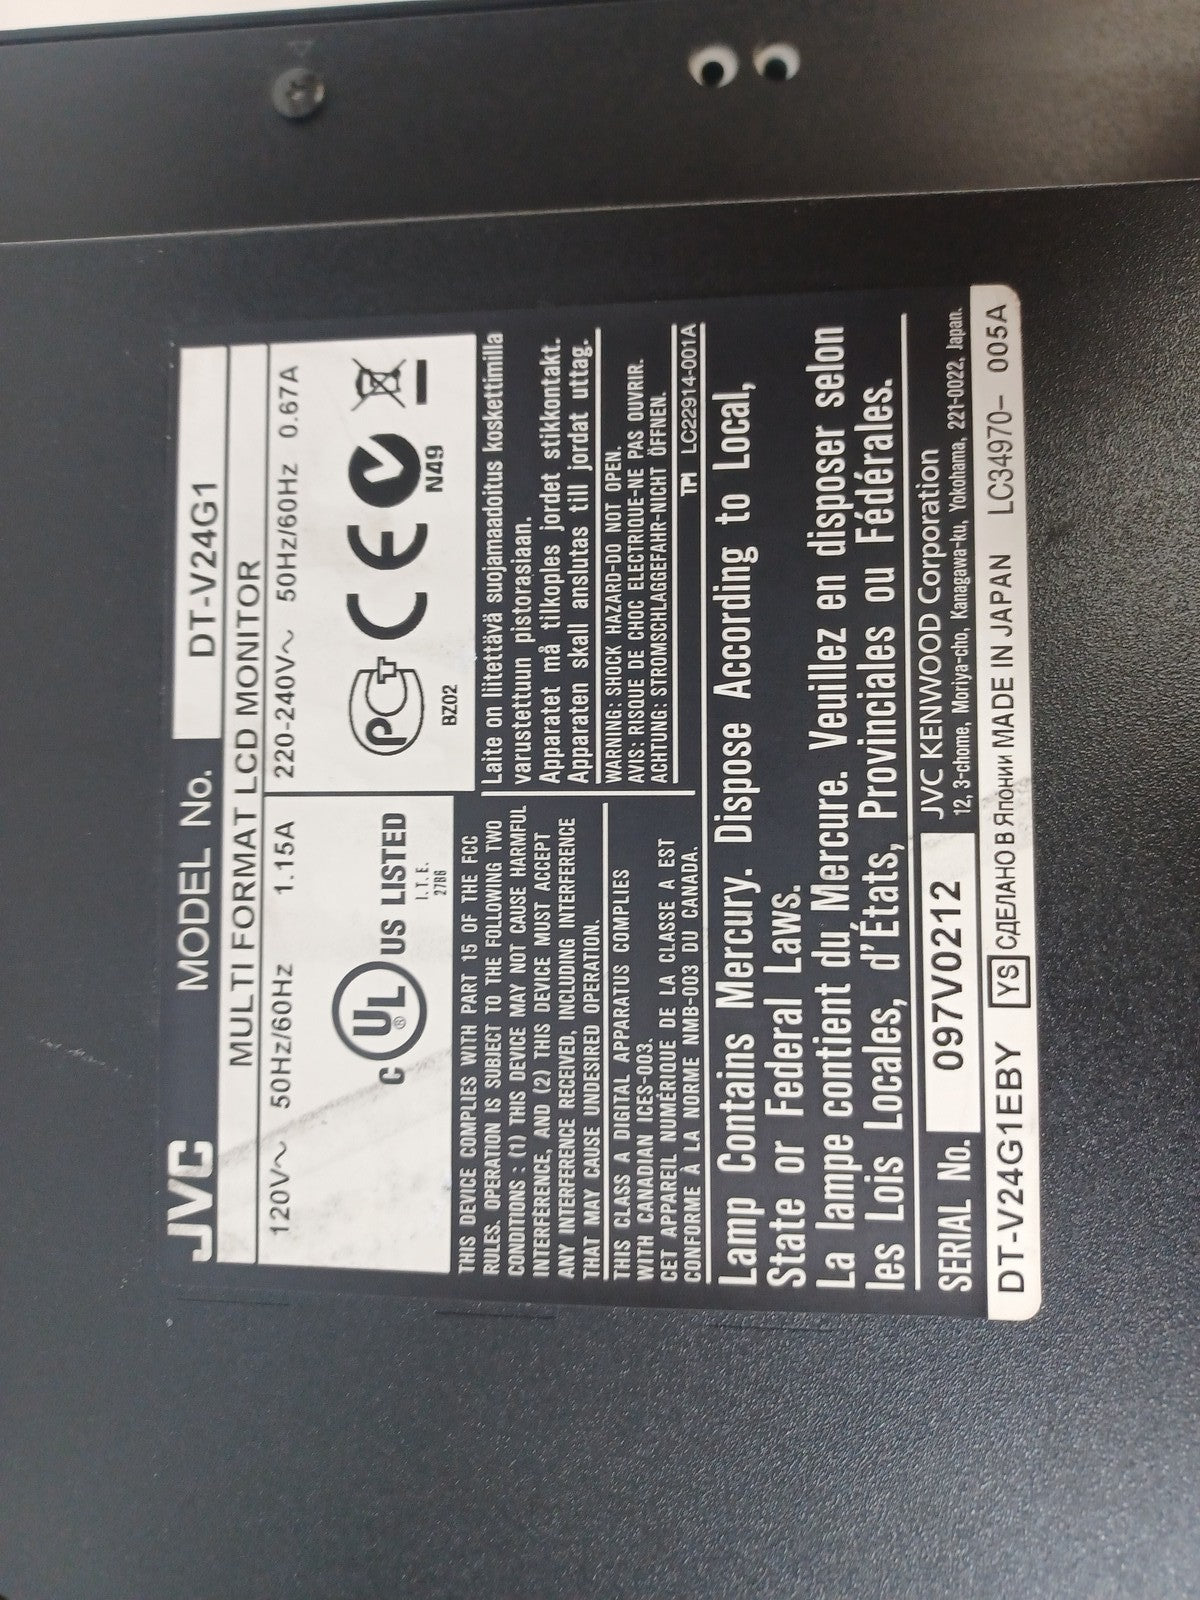 JVC MODEL No. DT-V24G1
MULTI FORMAT LCD MONITOR
120V~ 50Hz/60Hz 1.15A
220-240V~ 50Hz/60Hz 0.67A
C UL ® US LISTED
I.T.E.
27B6
PCT
BZ02
CE
N49
THIS DEVICE COMPLIES WITH PART 15 OF THE FCC
RULES. OPERATION IS SUBJECT TO THE FOLLOWING TWO
CONDITIONS : (1) THIS DEVICE MAY NOT CAUSE HARMFUL
INTERFERENCE, AND (2) THIS DEVICE MUST ACCEPT
ANY INTERFERENCE RECEIVED, INCLUDING INTERFERENCE
THAT MAY CAUSE UNDESIRED OPERATION.
THIS CLASS A DIGITAL APPARATUS COMPLIES
WITH CANADIAN ICES-003.
CET APPAREIL NUMÉRIQUE DE LA CLASSE A EST
CONFORME À LA NORME NMB-003 DU CANADA.
Laite on liitettävä suojamaadoitus koskettimilla
varustettuun pistorasiaan.
Apparatet må tilkoples jordet stikkontakt.
Apparaten skall anslutas till jordat uttag.
WARNING: SHOCK HAZARD-DO NOT OPEN.
AVIS: RISQUE DE CHOC ELECTRIQUE-NE PAS OUVRIR.
ACHTUNG: STROMSCHLAGGEFAHR-NICHT ÖFFNEN.
TM LC22914-001A
Lamp Contains Mercury. Dispose According to Local,
State or Federal Laws.
La lampe contient du Mercure. Veuillez en disposer selon
les Lois Locales, d'États, Provinciales ou Fédérales.
SERIAL No. 097V0212
JVC KENWOOD Corporation
12, 3-chome, Moriya-cho, Kanagawa-ku, Yokohama, 221-0022, Japan.
DT-V24G1EBY YS СДЕЛАНО В Японии MADE IN JAPAN LC34970- 005A